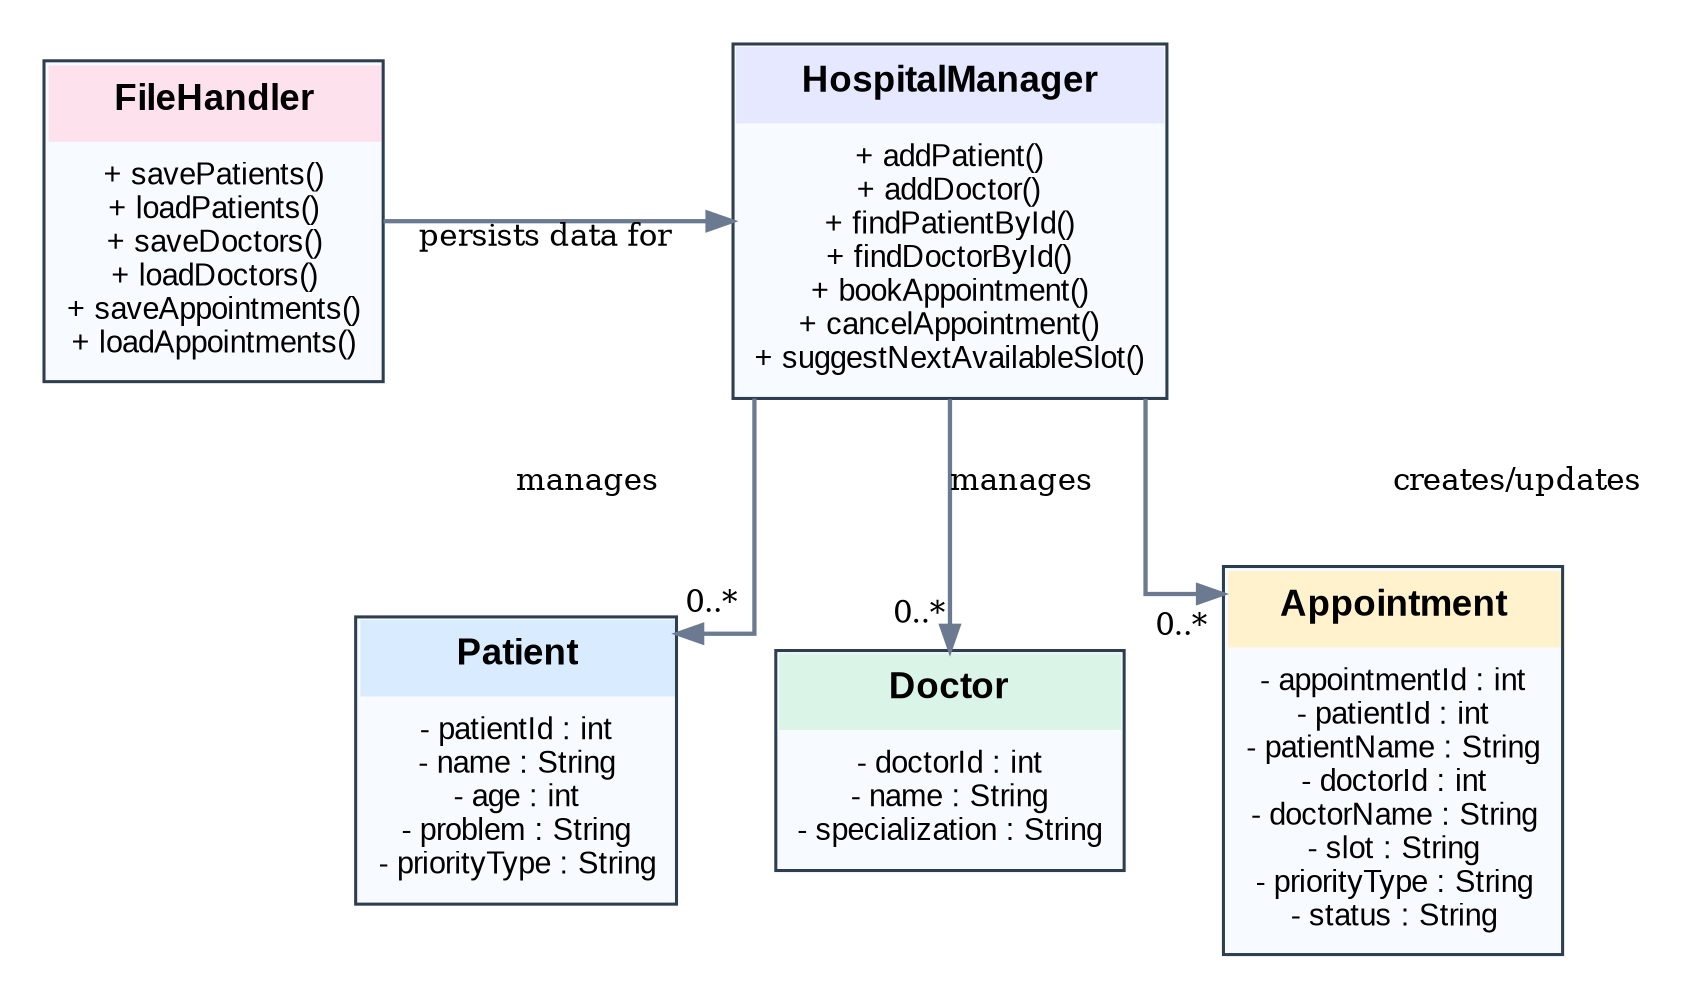 FileHandler
+ savePatients()
+ loadPatients()
+ saveDoctors()
+ loadDoctors()
+ saveAppointments()
+ loadAppointments()
persists data for
HospitalManager
+ addPatient()
+ addDoctor()
+ findPatientById()
+ findDoctorById()
+ bookAppointment()
+ cancelAppointment()
+ suggestNextAvailableSlot()
manages
manages
creates/updates
0..*
0..*
0..*
Patient
- patientId : int
- name : String
- age : int
- problem : String
- priorityType : String
Doctor
- doctorId : int
- name : String
- specialization : String
Appointment
- appointmentId : int
- patientId : int
- patientName : String
- doctorId : int
- doctorName : String
- slot : String
- priorityType : String
- status : String